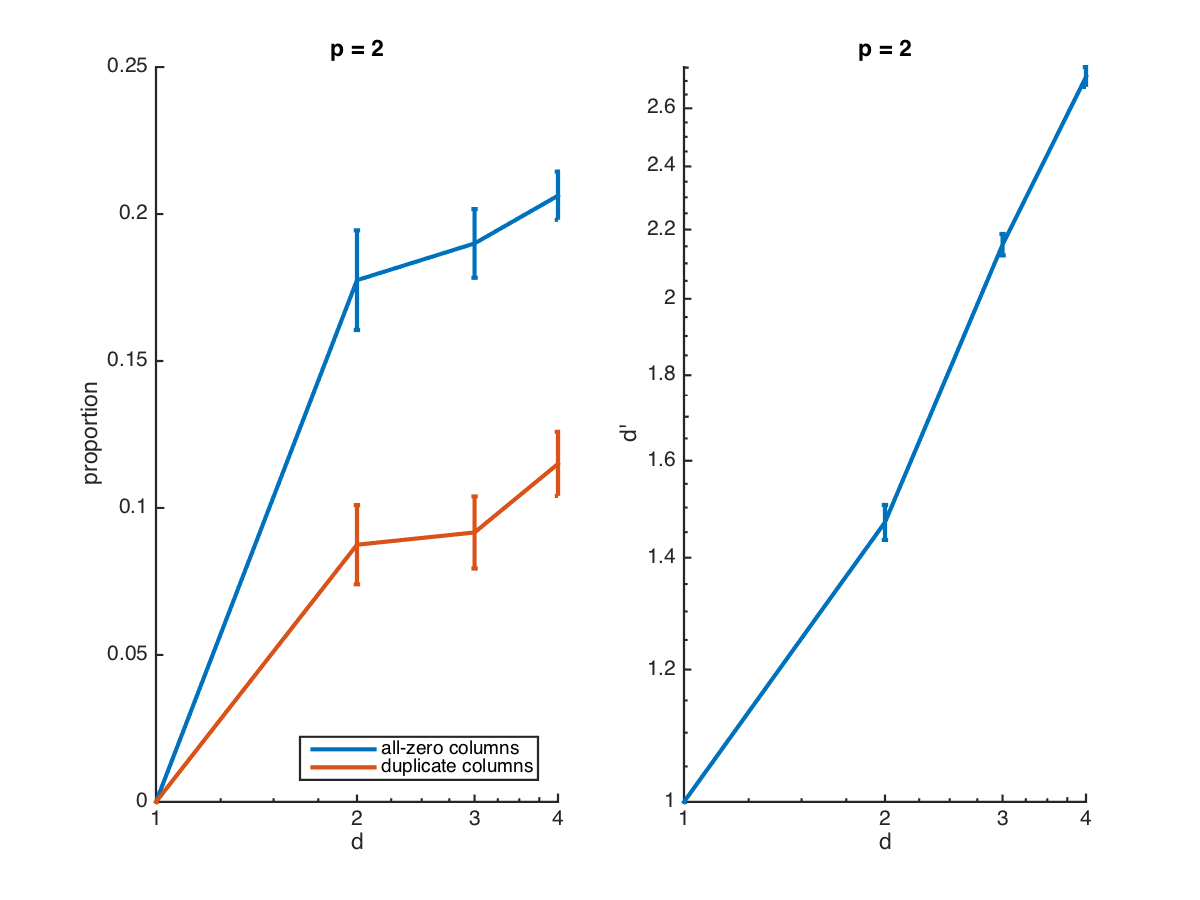 p = 2
0.25
0.2
0.15
0.1
0.05
0
proportion
all-zero columns
duplicate columns
1 2 3 4
d
p = 2
2.6
2.4
2.2
2
1.8
1.6
1.4
1.2
1
d'
1 2 3 4
d